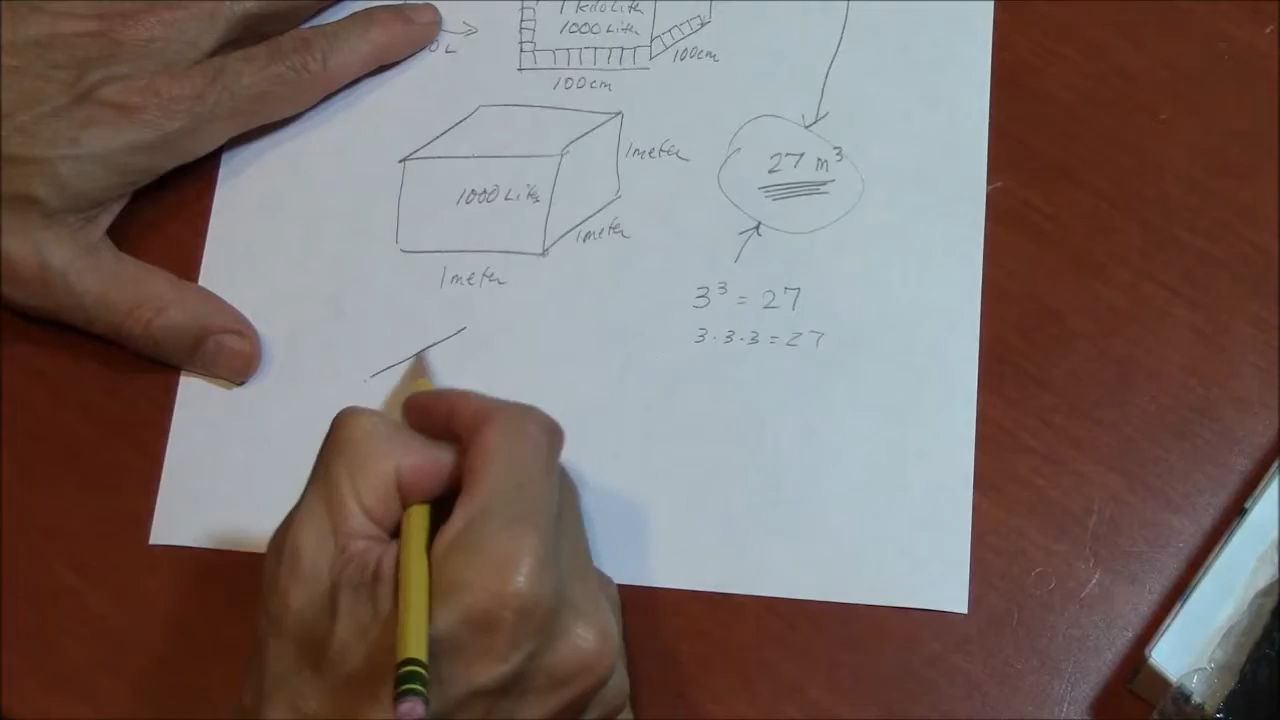 1 kiloLiter
1000 Liter
100cm
100cm
1meter
1000 Liter
27 m³
1meter
1meter
3³ = 27
3·3·3=27